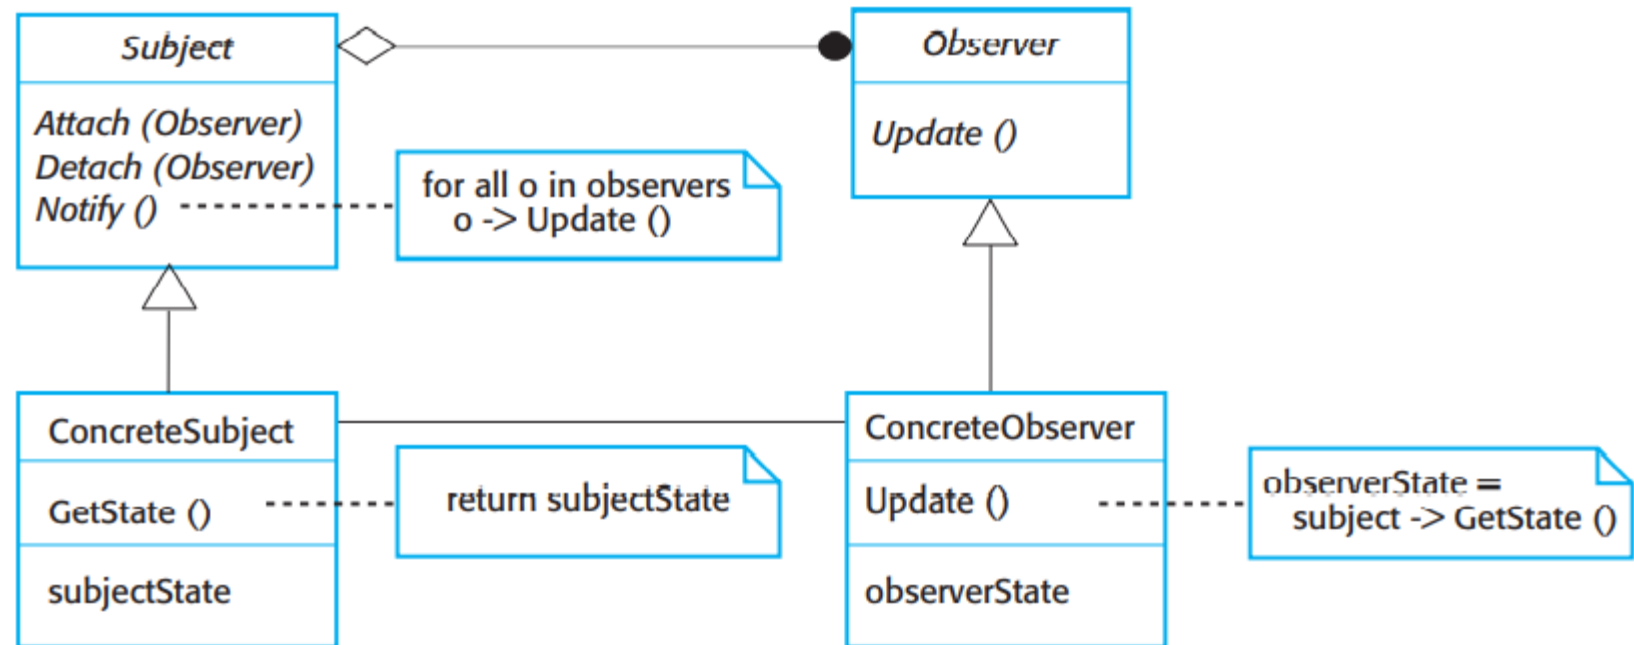 Subject
Attach (Observer)
Detach (Observer)
Notify ()
for all o in observers
o -> Update ()
Observer
Update ()
ConcreteSubject
GetState ()
subjectState
return subjectState
ConcreteObserver
Update ()
observerState
observerState =
subject -> GetState ()